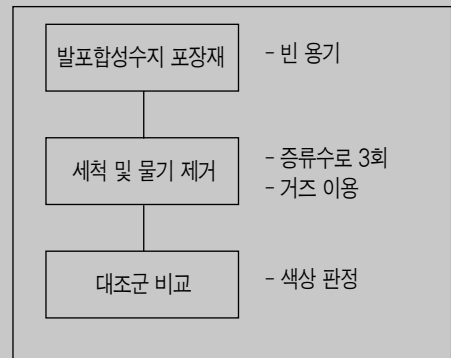 발포합성수지 포장재
- 빈 용기
세척 및 물기 제거
- 증류수로 3회
- 거즈 이용
대조군 비교
- 색상 판정